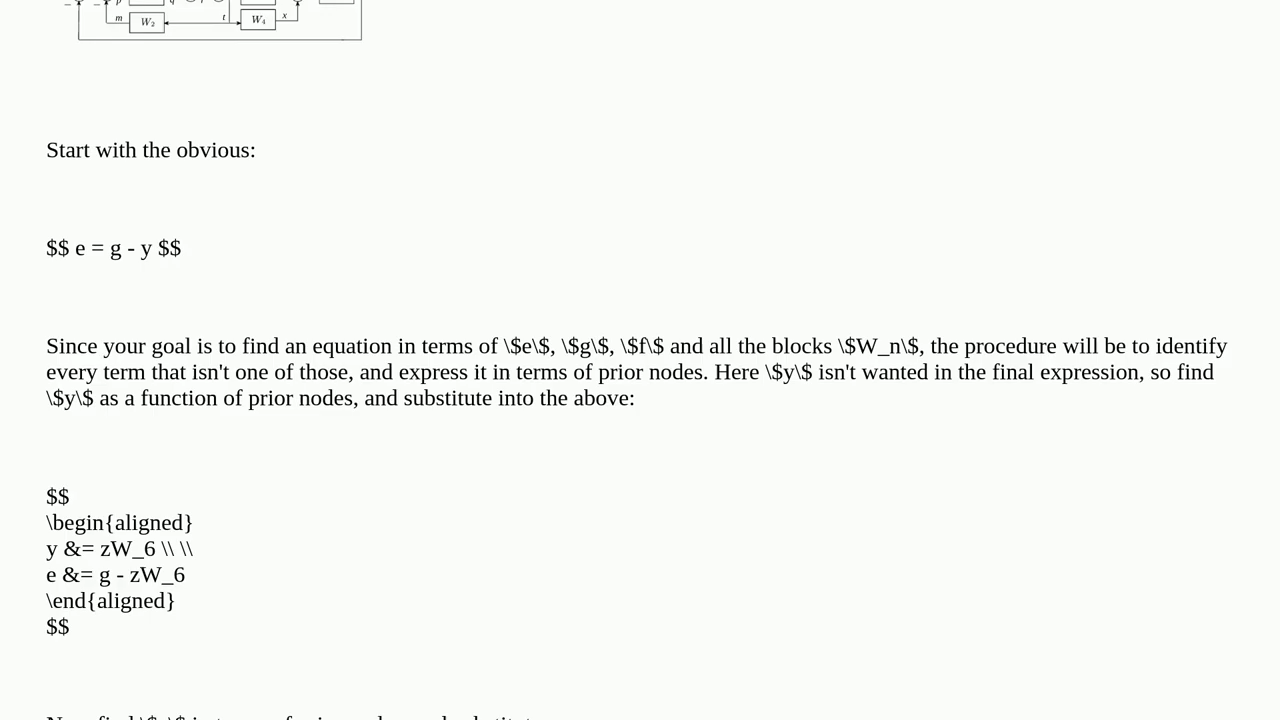 m W₂ t W₄ x
Start with the obvious:
$$ e = g - y $$
Since your goal is to find an equation in terms of \$e\$, \$g\$, \$f\$ and all the blocks \$W_n\$, the procedure will be to identify
every term that isn't one of those, and express it in terms of prior nodes. Here \$y\$ isn't wanted in the final expression, so find
\$y\$ as a function of prior nodes, and substitute into the above:
$$
\begin{aligned}
y &= zW_6 \\ \\
e &= g - zW_6
\end{aligned}
$$